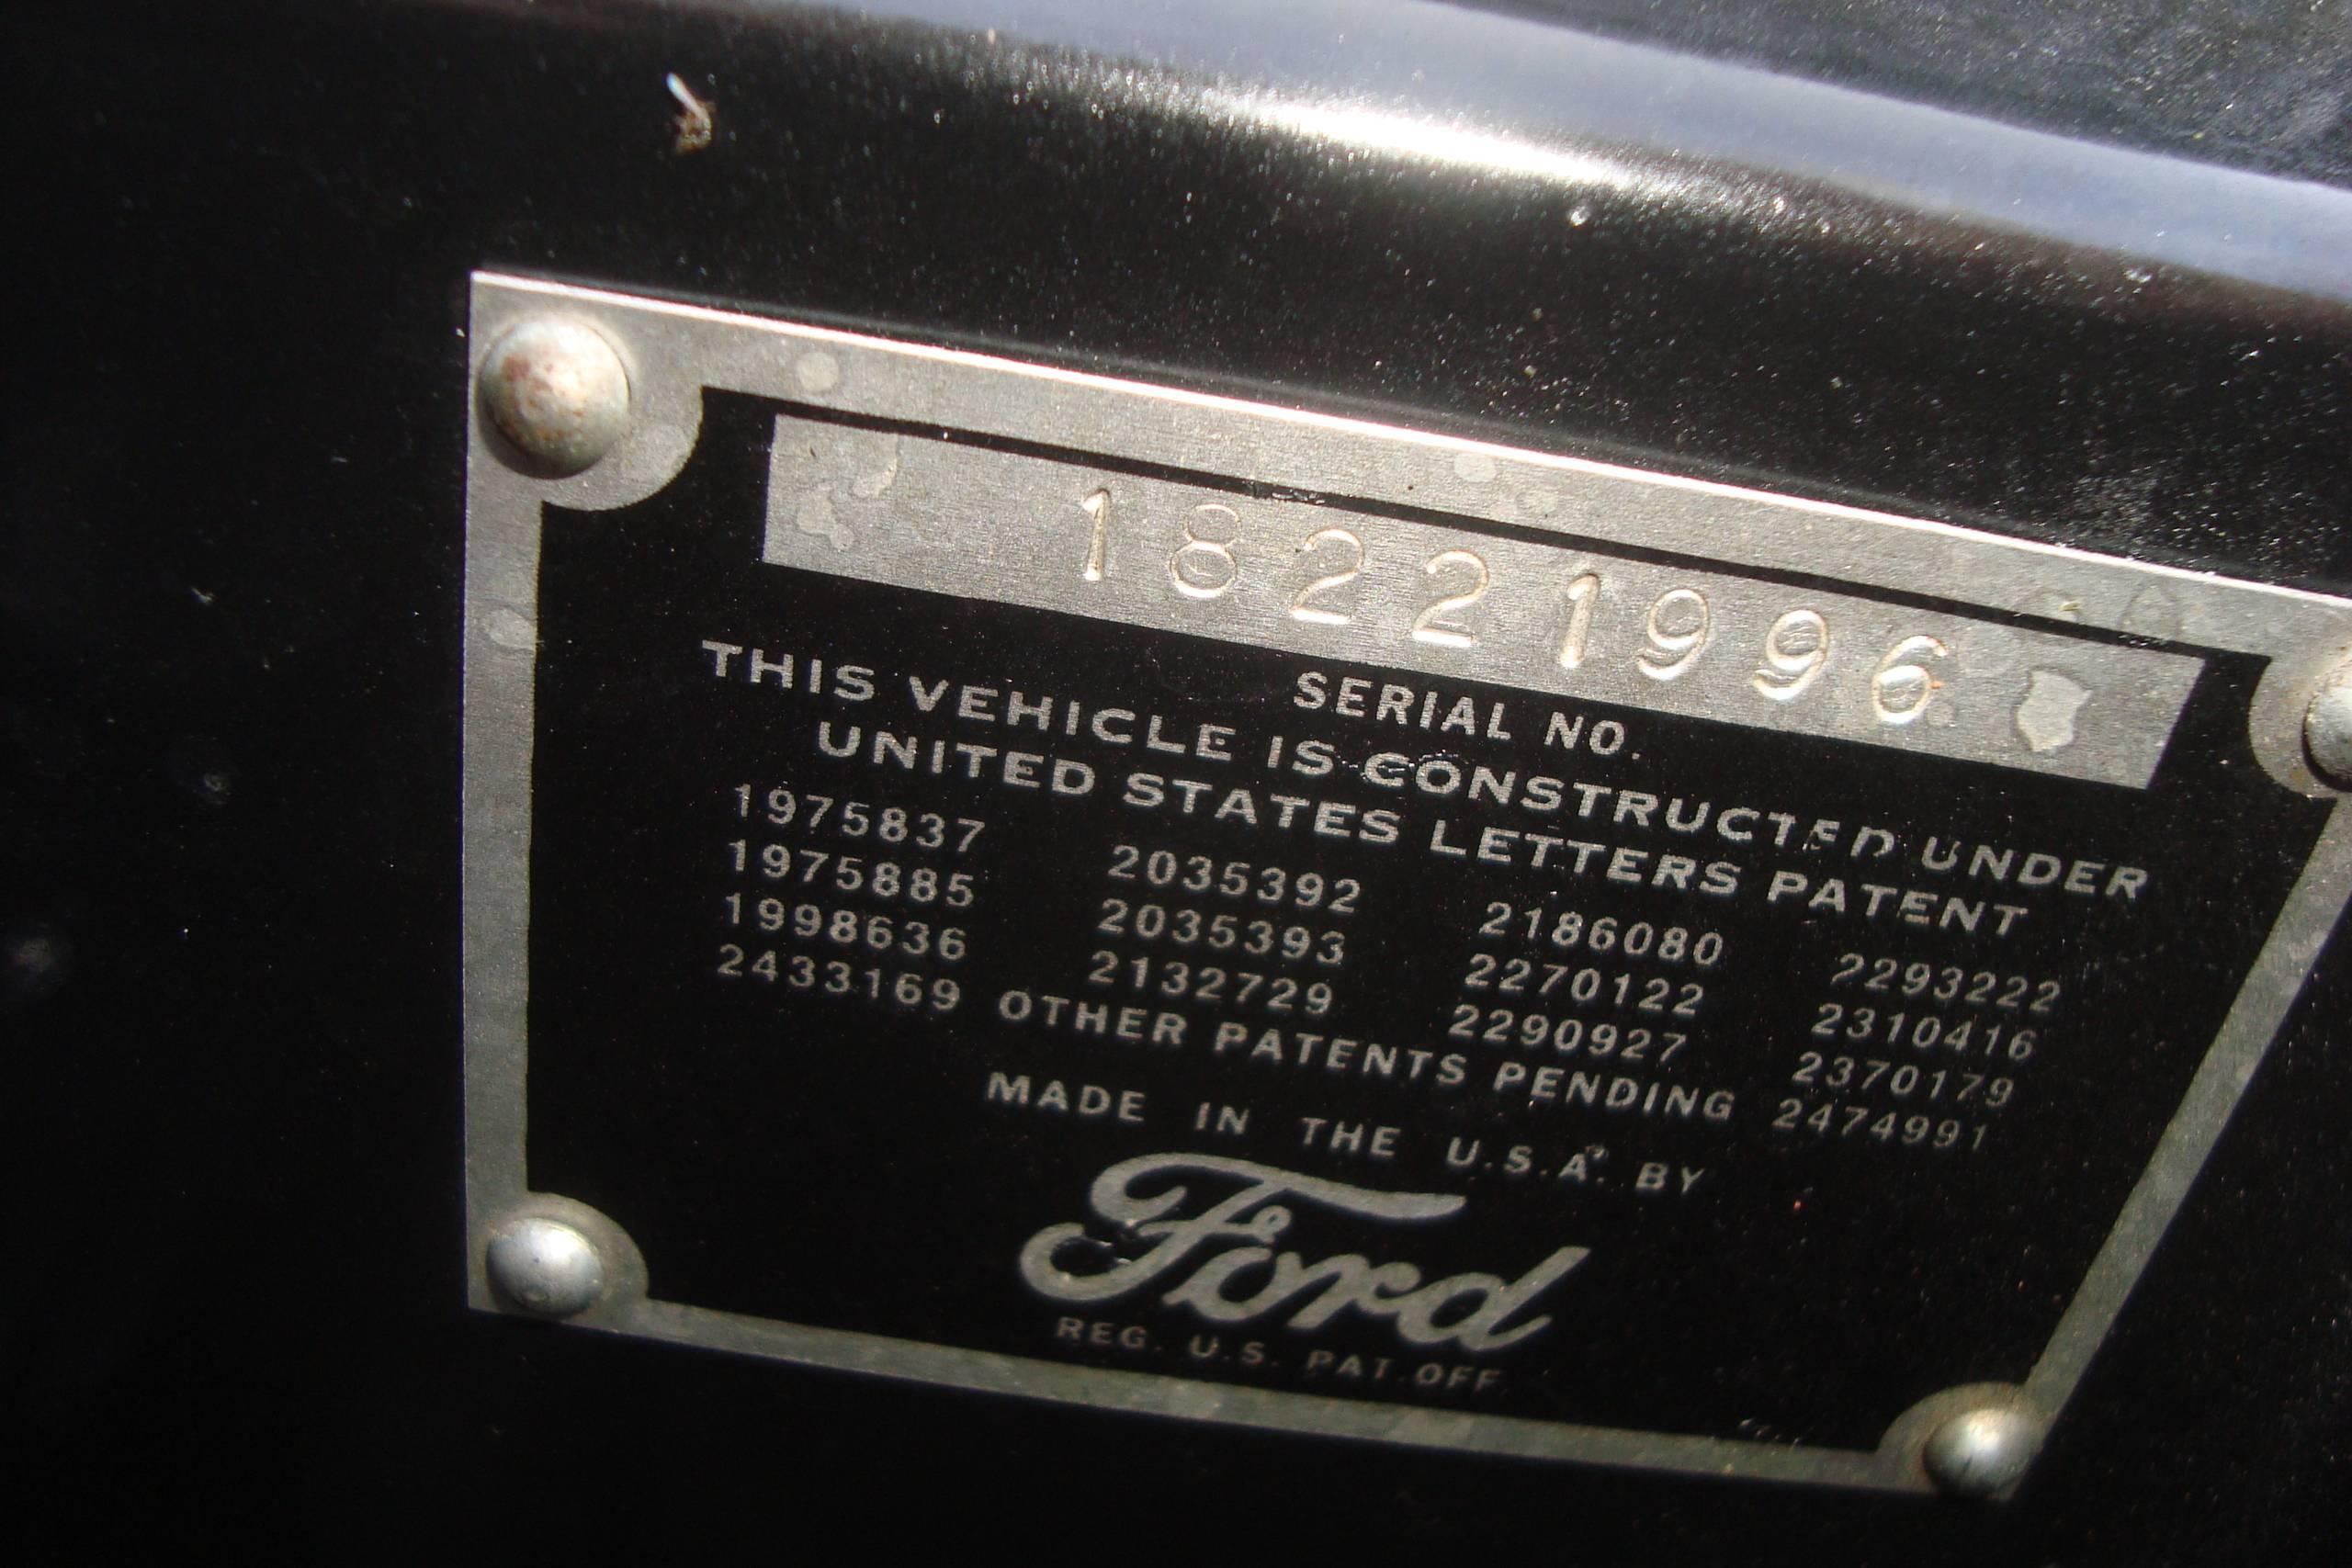 18221996
SERIAL NO.
THIS VEHICLE IS CONSTRUCTED UNDER
UNITED STATES LETTERS PATENT
1975837 2035392 2186080 2293222
1975885 2035393 2270122 2310416
1998636 2132729 2290927 2370179
2433169 OTHER PATENTS PENDING 2474991
MADE IN THE U.S.A. BY
Ford
REG. U.S. PAT. OFF.